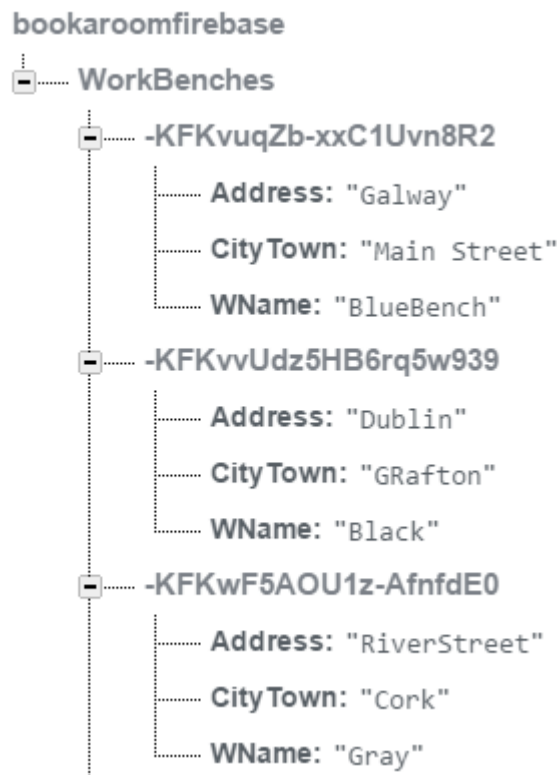 bookaroomfirebase
WorkBenches
-KFKvuqZb-xxC1Uvn8R2
Address: "Galway"
CityTown: "Main Street"
WName: "BlueBench"
-KFKvvUdz5HB6rq5w939
Address: "Dublin"
CityTown: "GRafton"
WName: "Black"
-KFKwF5AOU1z-AfnfdE0
Address: "RiverStreet"
CityTown: "Cork"
WName: "Gray"